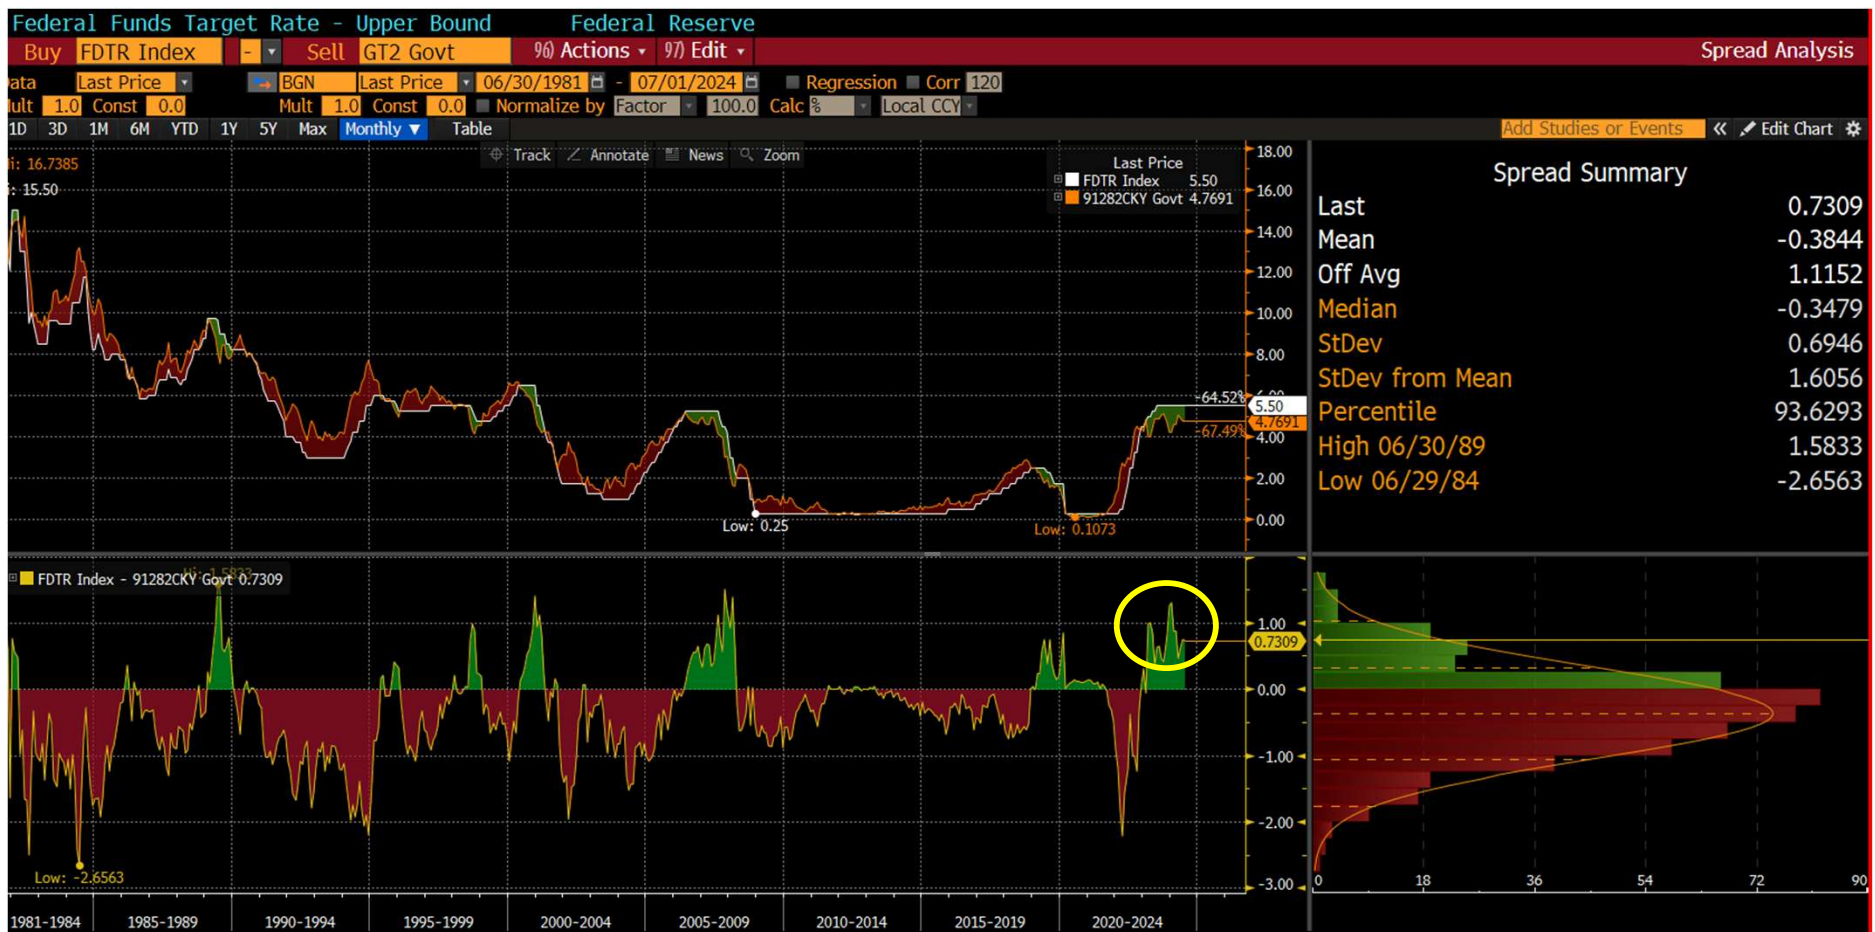 Federal Funds Target Rate - Upper Bound Federal Reserve
Buy FDTR Index - Sell GT2 Govt 96) Actions 97) Edit Spread Analysis
ata Last Price BGN Last Price 06/30/1981 - 07/01/2024 Regression Corr 120
ult 1.0 Const 0.0 Mult 1.0 Const 0.0 Normalize by Factor 100.0 Calc % Local CCY
1D 3D 1M 6M YTD 1Y 5Y Max Monthly ▼ Table Add Studies or Events « Edit Chart
Track Annotate News Zoom
i: 16.7385
: 15.50
Last Price
FDTR Index 5.50
91282CKY Govt 4.7691
18.00
16.00
14.00
12.00
10.00
8.00
6.00
-64.52%
5.50
4.7691
-67.49%
4.00
2.00
0.00
Low: 0.25
Low: 0.1073
Spread Summary
Last 0.7309
Mean -0.3844
Off Avg 1.1152
Median -0.3479
StDev 0.6946
StDev from Mean 1.6056
Percentile 93.6293
High 06/30/89 1.5833
Low 06/29/84 -2.6563
FDTR Index - 91282CKY Govt 0.7309
Hi: 1.5833
1.00
0.7309
0.00
-1.00
-2.00
-3.00
Low: -2.6563
0 18 36 54 72 90
1981-1984 1985-1989 1990-1994 1995-1999 2000-2004 2005-2009 2010-2014 2015-2019 2020-2024